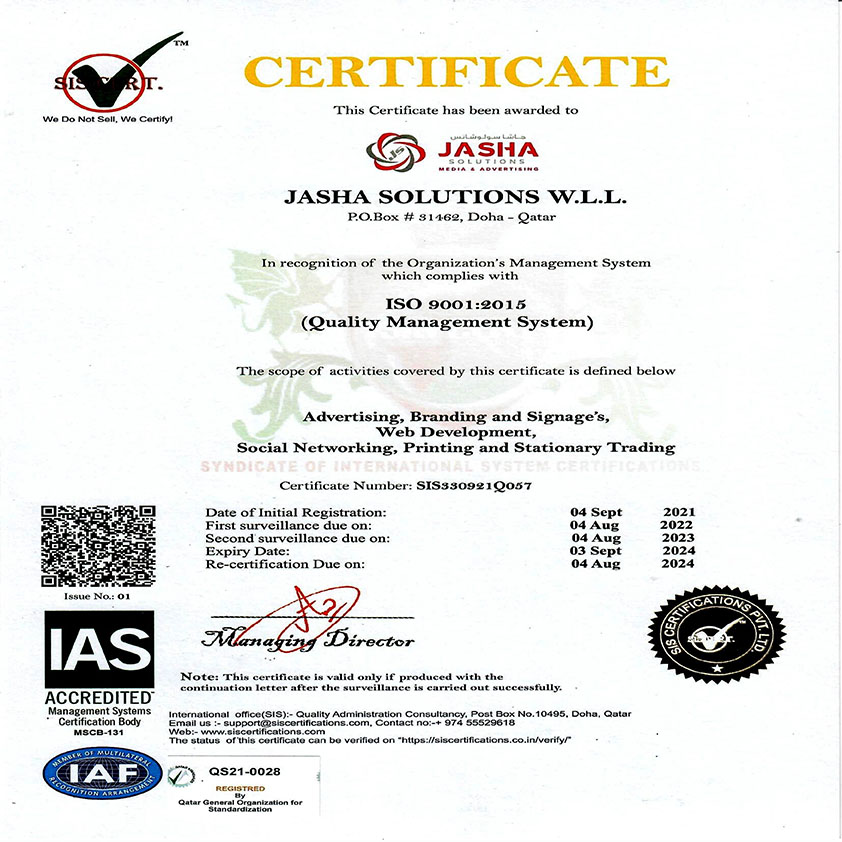 SIS CERT.
TM
We Do Not Sell, We Certify!
CERTIFICATE
This Certificate has been awarded to
جاشا سولوشانس
JS
JASHA
SOLUTIONS
MEDIA & ADVERTISING
JASHA SOLUTIONS W.L.L.
P.O.Box # 31462, Doha - Qatar
In recognition of the Organization's Management System
which complies with
ISO 9001:2015
(Quality Management System)
The scope of activities covered by this certificate is defined below
Advertising, Branding and Signage's,
Web Development,
Social Networking, Printing and Stationary Trading
SYNDICATE OF INTERNATIONAL SYSTEM CERTIFICATIONS
Certificate Number: SIS330921Q057
Date of Initial Registration: 04 Sept 2021
First surveillance due on: 04 Aug 2022
Second surveillance due on: 04 Aug 2023
Expiry Date: 03 Sept 2024
Re-certification Due on: 04 Aug 2024
Issue No.: 01
Managing Director
IAS
ACCREDITED
Management Systems
Certification Body
MSCB-131
SIS CERTIFICATIONS PVT. LTD.
SIS CERT.
Note: This certificate is valid only if produced with the
continuation letter after the surveillance is carried out successfully.
International office(SIS):- Quality Administration Consultancy, Post Box No.10495, Doha, Qatar
Email us :- support@siscertifications.com, Contact no:-+ 974 55529618
Web:- www.siscertifications.com
The status of this certificate can be verified on "https://siscertifications.co.in/verify/"
MEMBER OF MULTILATERAL
IAF
RECOGNITION ARRANGEMENT
QS21-0028
REGISTERED
By
Qatar General Organization for
Standardization